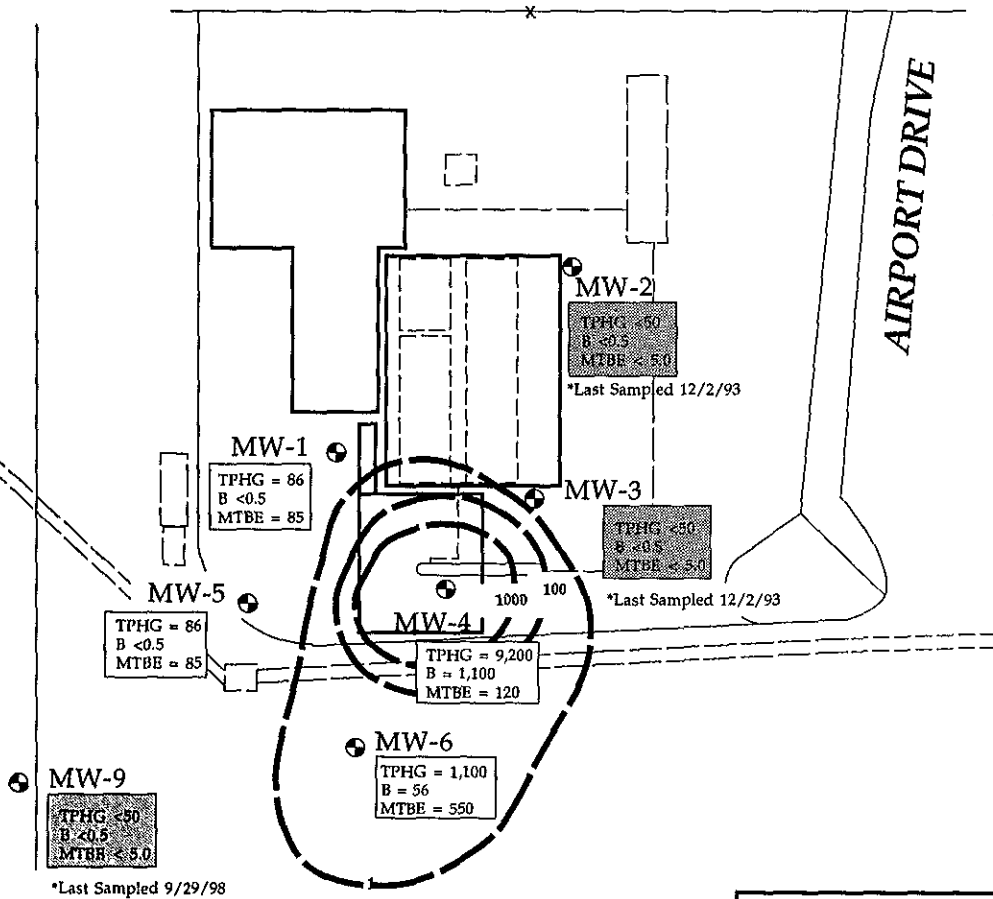 x
AIRPORT DRIVE
MW-2
TPHG <50
B <0.5
MTBE < 5.0
*Last Sampled 12/2/93
MW-1
TPHG = 86
B <0.5
MTBE = 85
MW-3
TPHG <50
B <0.5
MTBE < 5.0
*Last Sampled 12/2/93
1000
100
MW-5
TPHG = 86
B <0.5
MTBE = 85
MW-4
TPHG = 9,200
B = 1,100
MTBE = 120
MW-6
TPHG = 1,100
B = 56
MTBE = 550
MW-9
TPHG <50
B <0.5
MTBE < 5.0
*Last Sampled 9/29/98
1